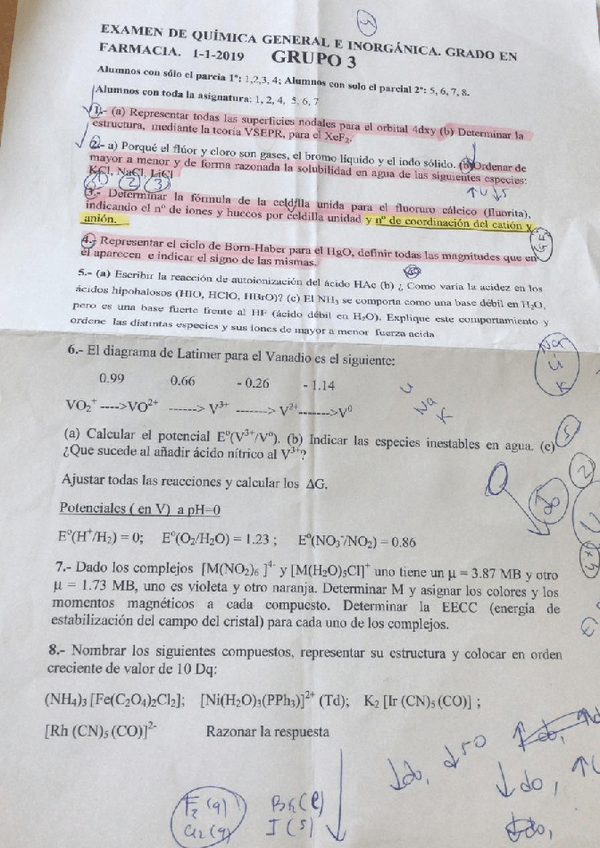 EXAMEN DE QUÍMICA GENERAL E INORGÁNICA. GRADO EN
FARMACIA. 1-1-2019 GRUPO 3
Alumnos con sólo el parcia 1º: 1,2,3, 4; Alumnos con solo el parcial 2º: 5, 6, 7, 8.
Alumnos con toda la asignatura: 1, 2, 4, 5, 6, 7
1.- (a) Representar todas las superficies nodales para el orbital 4dxy (b) Determinar la
estructura, mediante la teoría VSEPR, para el XeF₂.
2.- a) Porqué el flúor y cloro son gases, el bromo líquido y el iodo sólido. (b) Ordenar de
mayor a menor y de forma razonada la solubilidad en agua de las siguientes especies:
KCl, NaCl, LiCl
1 2 3
↑U↓S
3.- Determinar la fórmula de la celdilla unida para el fluoruro cálcico (fluorita),
indicando el nº de iones y huecos por celdilla unidad y nº de coordinación del catión y
anión.
4.- Representar el ciclo de Born-Haber para el HgO, definir todas las magnitudes que en
él aparecen e indicar el signo de las mismas.
5.- (a) Escribir la reacción de autoionización del ácido HAc (b) ¿ Como varía la acidez en los
ácidos hipohalosos (HIO, HClO, HBrO)? (c) El NH₃ se comporta como una base débil en H₂O,
pero es una base fuerte frente al HF (ácido débil en H₂O). Explique este comportamiento y
ordene las distintas especies y sus iones de mayor a menor fuerza acida
6.- El diagrama de Latimer para el Vanadio es el siguiente:
0.99 0.66 - 0.26 - 1.14
VO₂⁺ ---->VO²⁺ ------> V³⁺ -------> V²⁺------->V⁰
Na
Li
K
Li
Na
K
(a) Calcular el potencial Eº(V³⁺/Vº). (b) Indicar las especies inestables en agua. (c)
¿Que sucede al añadir ácido nítrico al V³⁺?
Ajustar todas las reacciones y calcular los ΔG.
Potenciales ( en V) a pH=0
Eº(H⁺/H₂) = 0; Eº(O₂/H₂O) = 1.23 ; Eº(NO₃⁻/NO₂) = 0.86
7.- Dado los complejos [M(NO₂)₆ ]⁴⁻ y [M(H₂O)₅Cl]⁺ uno tiene un μ = 3.87 MB y otro
μ = 1.73 MB, uno es violeta y otro naranja. Determinar M y asignar los colores y los
momentos magnéticos a cada compuesto. Determinar la EECC (energia de
estabilización del campo del cristal) para cada uno de los complejos.
8.- Nombrar los siguientes compuestos, representar su estructura y colocar en orden
creciente de valor de 10 Dq:
(NH₄)₃ [Fe(C₂O₄)₂Cl₂]; [Ni(H₂O)₃(PPh₃)]²⁺ (Td); K₂ [Ir (CN)₅ (CO)] ;
[Rh (CN)₅ (CO)]²⁻ Razonar la respuesta
↓do, ↓so
↓do, ↑U
F₂ (g) Br₂(l)
Cl₂(g) I(s)